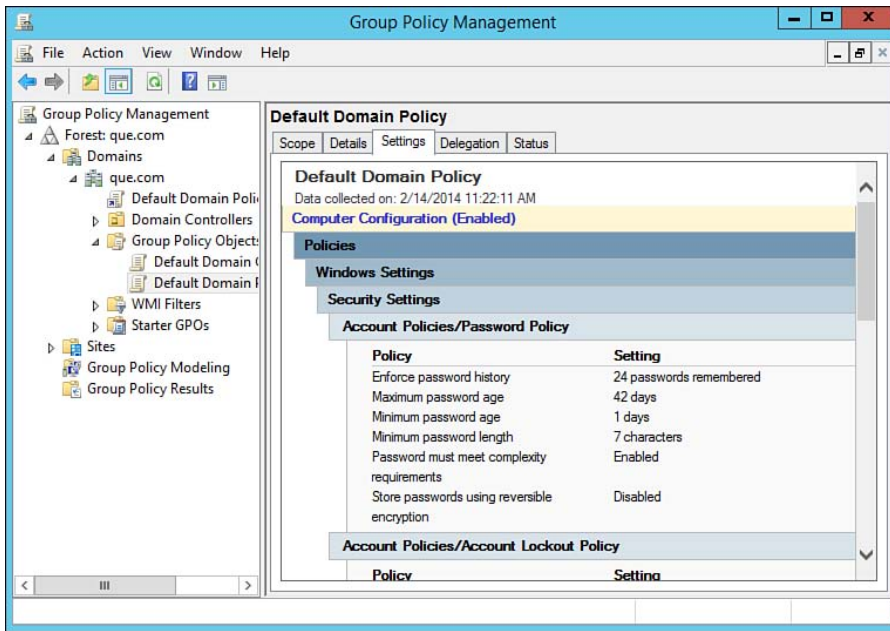 Group Policy Management
File Action View Window Help
Group Policy Management
Forest: que.com
Domains
que.com
Default Domain Poli
Domain Controllers
Group Policy Object
Default Domain
Default Domain
WMI Filters
Starter GPOs
Sites
Group Policy Modeling
Group Policy Results
Default Domain Policy
Scope Details Settings Delegation Status
Default Domain Policy
Data collected on: 2/14/2014 11:22:11 AM
Computer Configuration (Enabled)
Policies
Windows Settings
Security Settings
Account Policies/Password Policy
Policy Setting
Enforce password history 24 passwords remembered
Maximum password age 42 days
Minimum password age 1 days
Minimum password length 7 characters
Password must meet complexity Enabled
requirements
Store passwords using reversible Disabled
encryption
Account Policies/Account Lockout Policy
Policy Setting